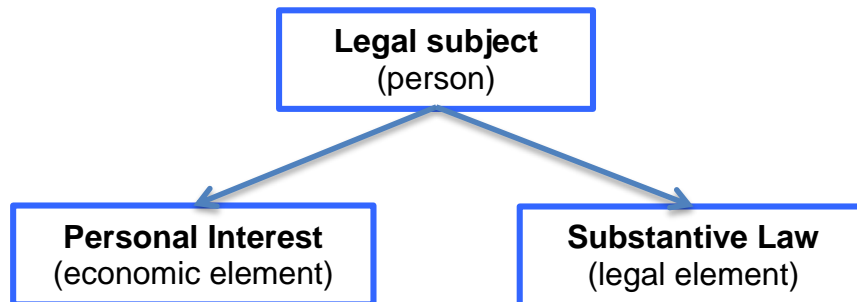 Legal subject
(person)
Personal Interest
(economic element)
Substantive Law
(legal element)